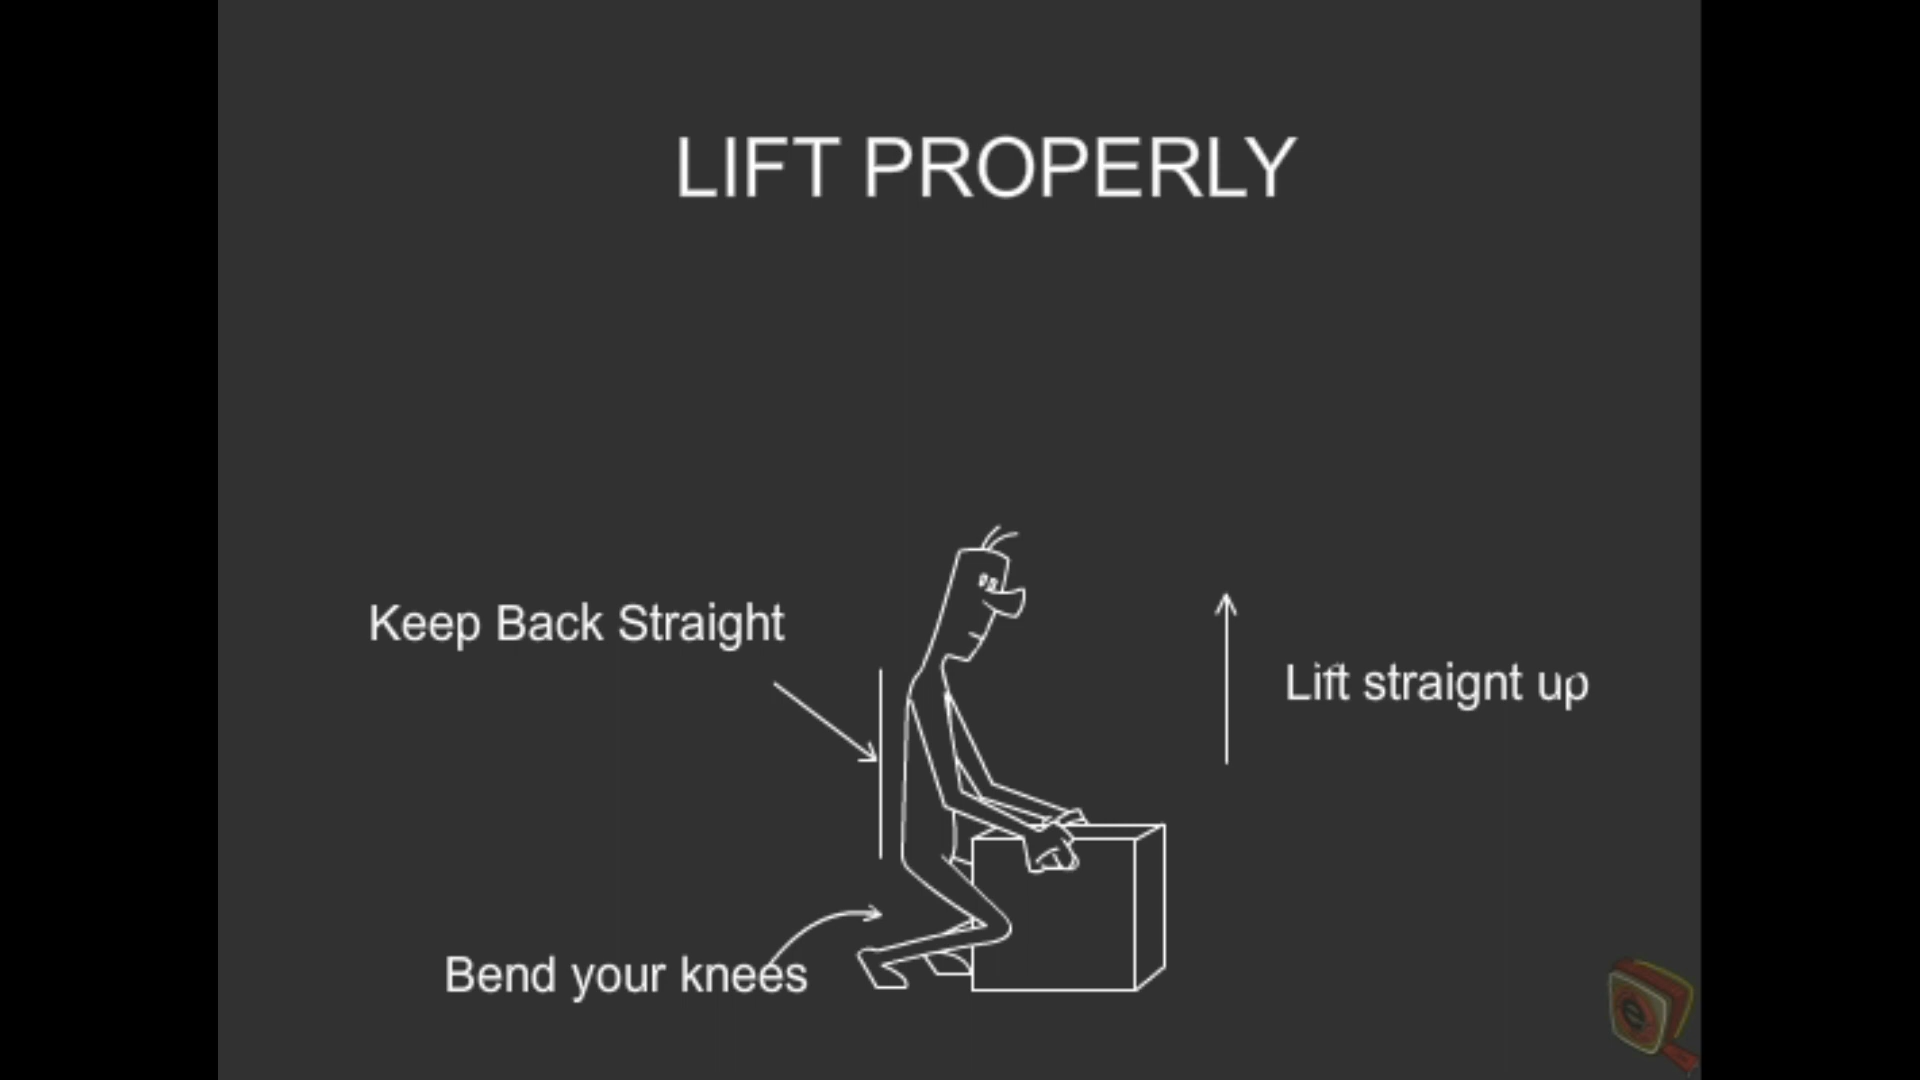 LIFT PROPERLY
Keep Back Straight
Lift straignt up
Bend your knees
e